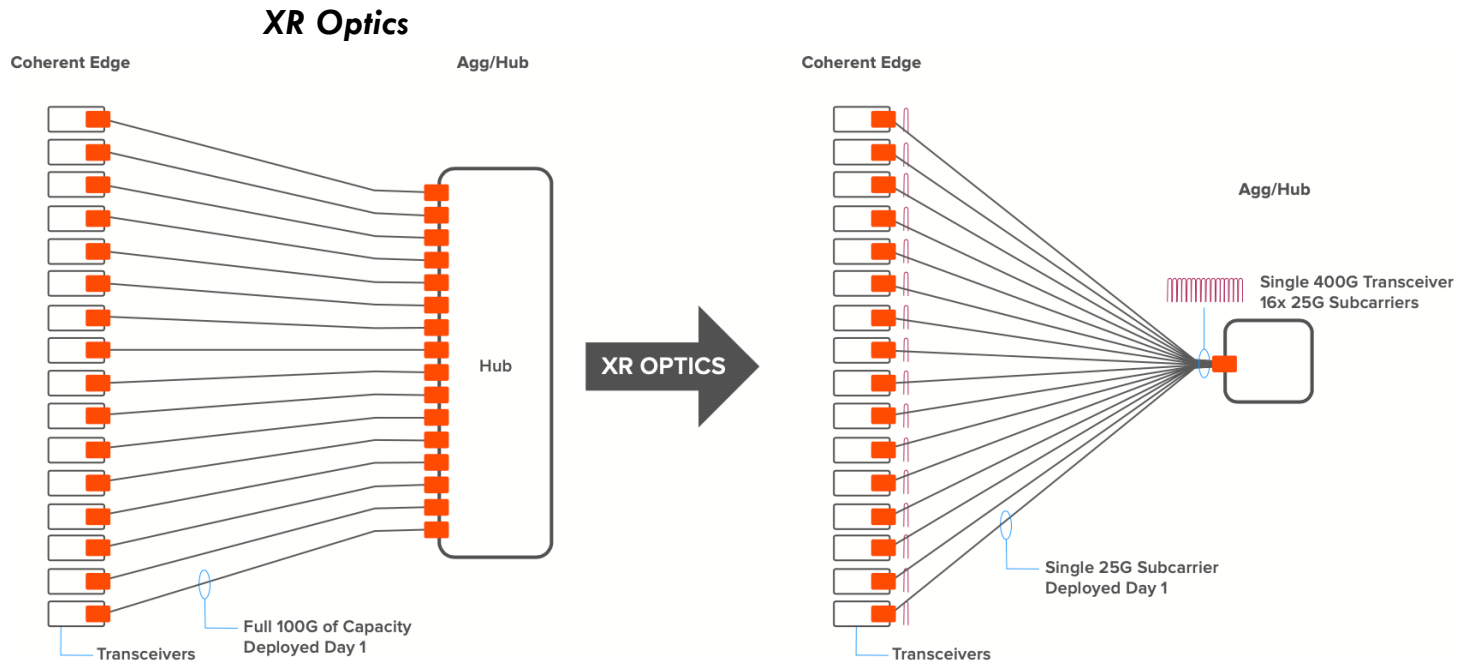 XR Optics
Coherent Edge
Agg/Hub
Hub
Full 100G of Capacity
Deployed Day 1
Transceivers
XR OPTICS
Coherent Edge
Agg/Hub
Single 400G Transceiver
16x 25G Subcarriers
Single 25G Subcarrier
Deployed Day 1
Transceivers